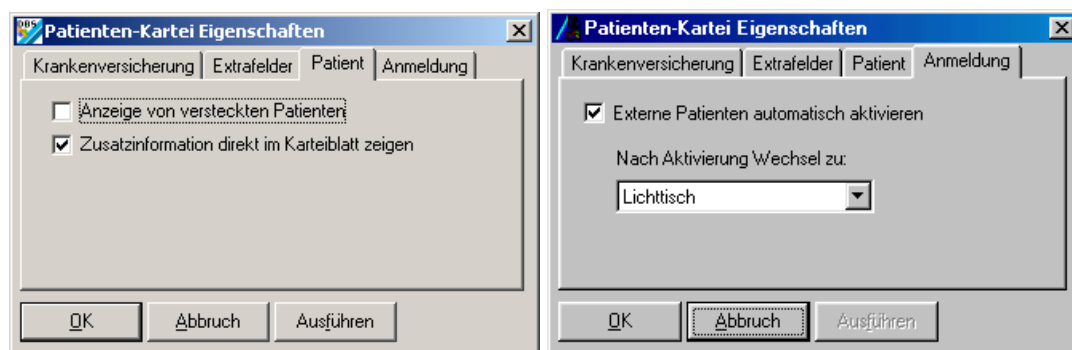 DBS
Patienten-Kartei Eigenschaften
Krankenversicherung Extrafelder Patient Anmeldung
Anzeige von versteckten Patienten
Zusatzinformation direkt im Karteiblatt zeigen
OK Abbruch Ausführen
Patienten-Kartei Eigenschaften
Krankenversicherung Extrafelder Patient Anmeldung
Externe Patienten automatisch aktivieren
Nach Aktivierung Wechsel zu:
Lichttisch
OK Abbruch Ausführen